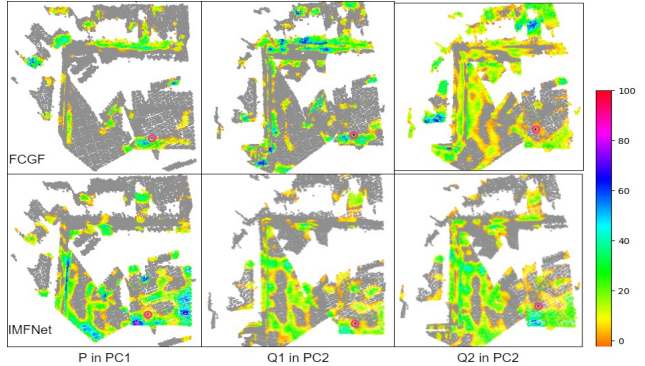 100
80
FCGF
60
40
20
IMFNet
0
P in PC1
Q1 in PC2
Q2 in PC2